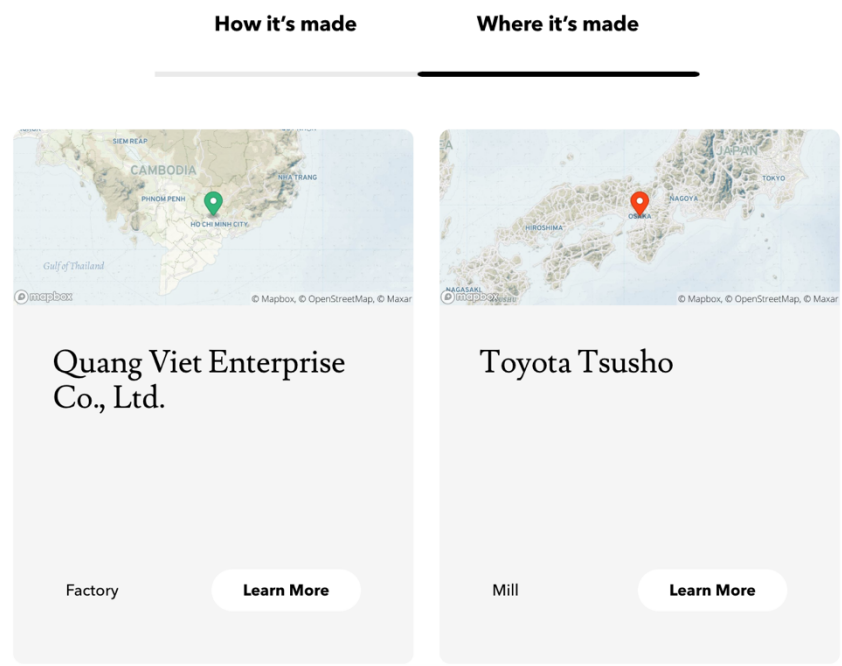 How it's made
Where it's made
SIEM REAP
CAMBODIA
NHA TRANG
PHNOM PENH
HO CHI MINH CITY
Gulf of Thailand
mapbox
© Mapbox, © OpenStreetMap, © Maxar
JAPAN
TOKYO
NAGOYA
OSAKA
HIROSHIMA
NAGASAKI
mapbox
© Mapbox, © OpenStreetMap, © Maxar
Quang Viet Enterprise
Co., Ltd.
Factory
Learn More
Toyota Tsusho
Mill
Learn More